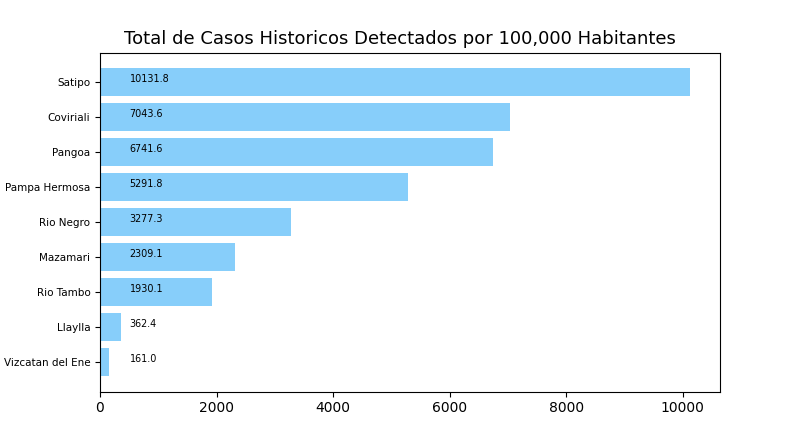 Total de Casos Historicos Detectados por 100,000 Habitantes
Satipo 10131.8
Coviriali 7043.6
Pangoa 6741.6
Pampa Hermosa 5291.8
Rio Negro 3277.3
Mazamari 2309.1
Rio Tambo 1930.1
Llaylla 362.4
Vizcatan del Ene 161.0
0 2000 4000 6000 8000 10000